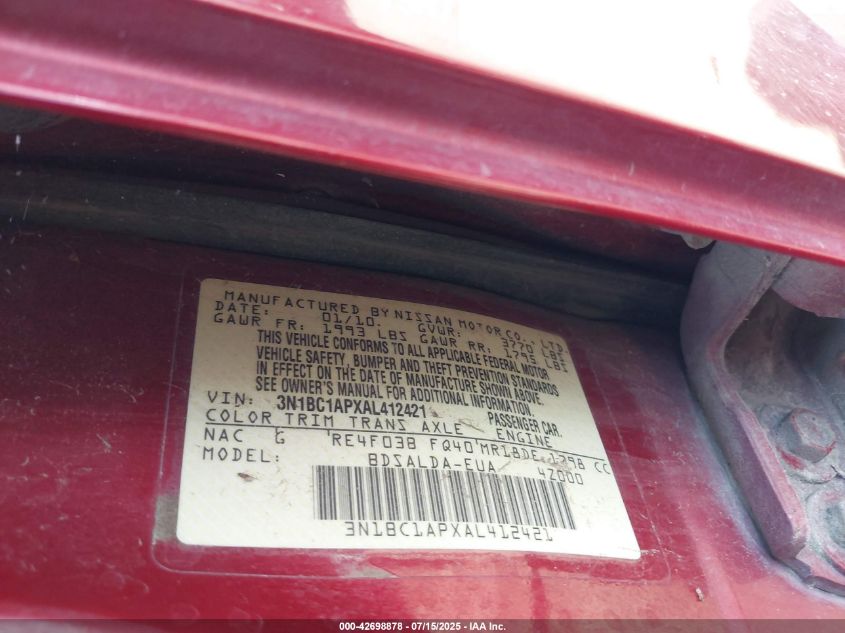 MANUFACTURED BY NISSAN MOTOR CO., LTD
DATE: 01/10. GVWR: 3770 LBS
GAWR FR: 1993 LBS GAWR RR: 1795 LBS
THIS VEHICLE CONFORMS TO ALL APPLICABLE FEDERAL MOTOR
VEHICLE SAFETY, BUMPER AND THEFT PREVENTION STANDARDS
IN EFFECT ON THE DATE OF MANUFACTURE SHOWN ABOVE.
SEE OWNER'S MANUAL FOR ADDITIONAL INFORMATION.
VIN: 3N1BC1APXAL412421 PASSENGER CAR.
COLOR TRIM TRANS AXLE ENGINE
NAC G RE4F03B FQ40 MR18DE 1798 CC
MODEL: BDSALDA-EUA 42000
3N1BC1APXAL412421
000-42698878 / 07/15/2025 - IAA Inc.